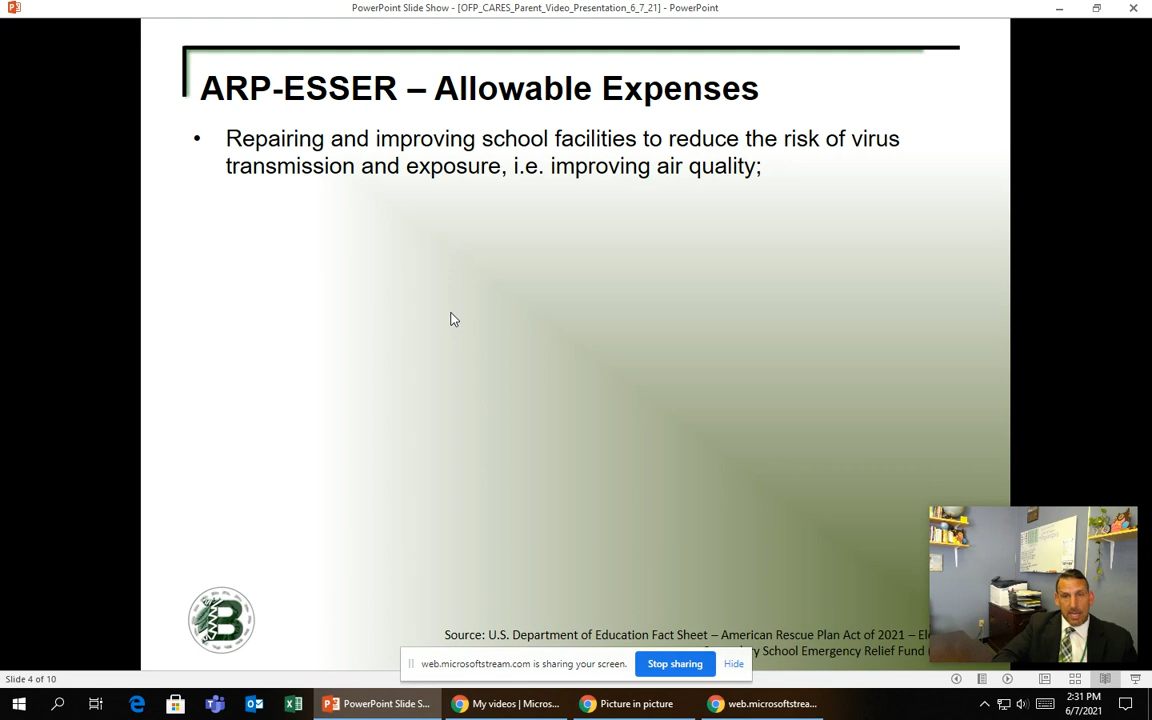 PowerPoint Slide Show - [OFP_CARES_Parent_Video_Presentation_6_7_21] - PowerPoint
ARP-ESSER – Allowable Expenses
• Repairing and improving school facilities to reduce the risk of virus
transmission and exposure, i.e. improving air quality;
B
Source: U.S. Department of Education Fact Sheet – American Rescue Plan Act of 2021 –
School Emergency Relief Fund
web.microsoftstream.com is sharing your screen.
Stop sharing
Hide
Slide 4 of 10
PowerPoint Slide S...
My videos | Micros...
Picture in picture
web.microsoftstrea...
2:31 PM
6/7/2021